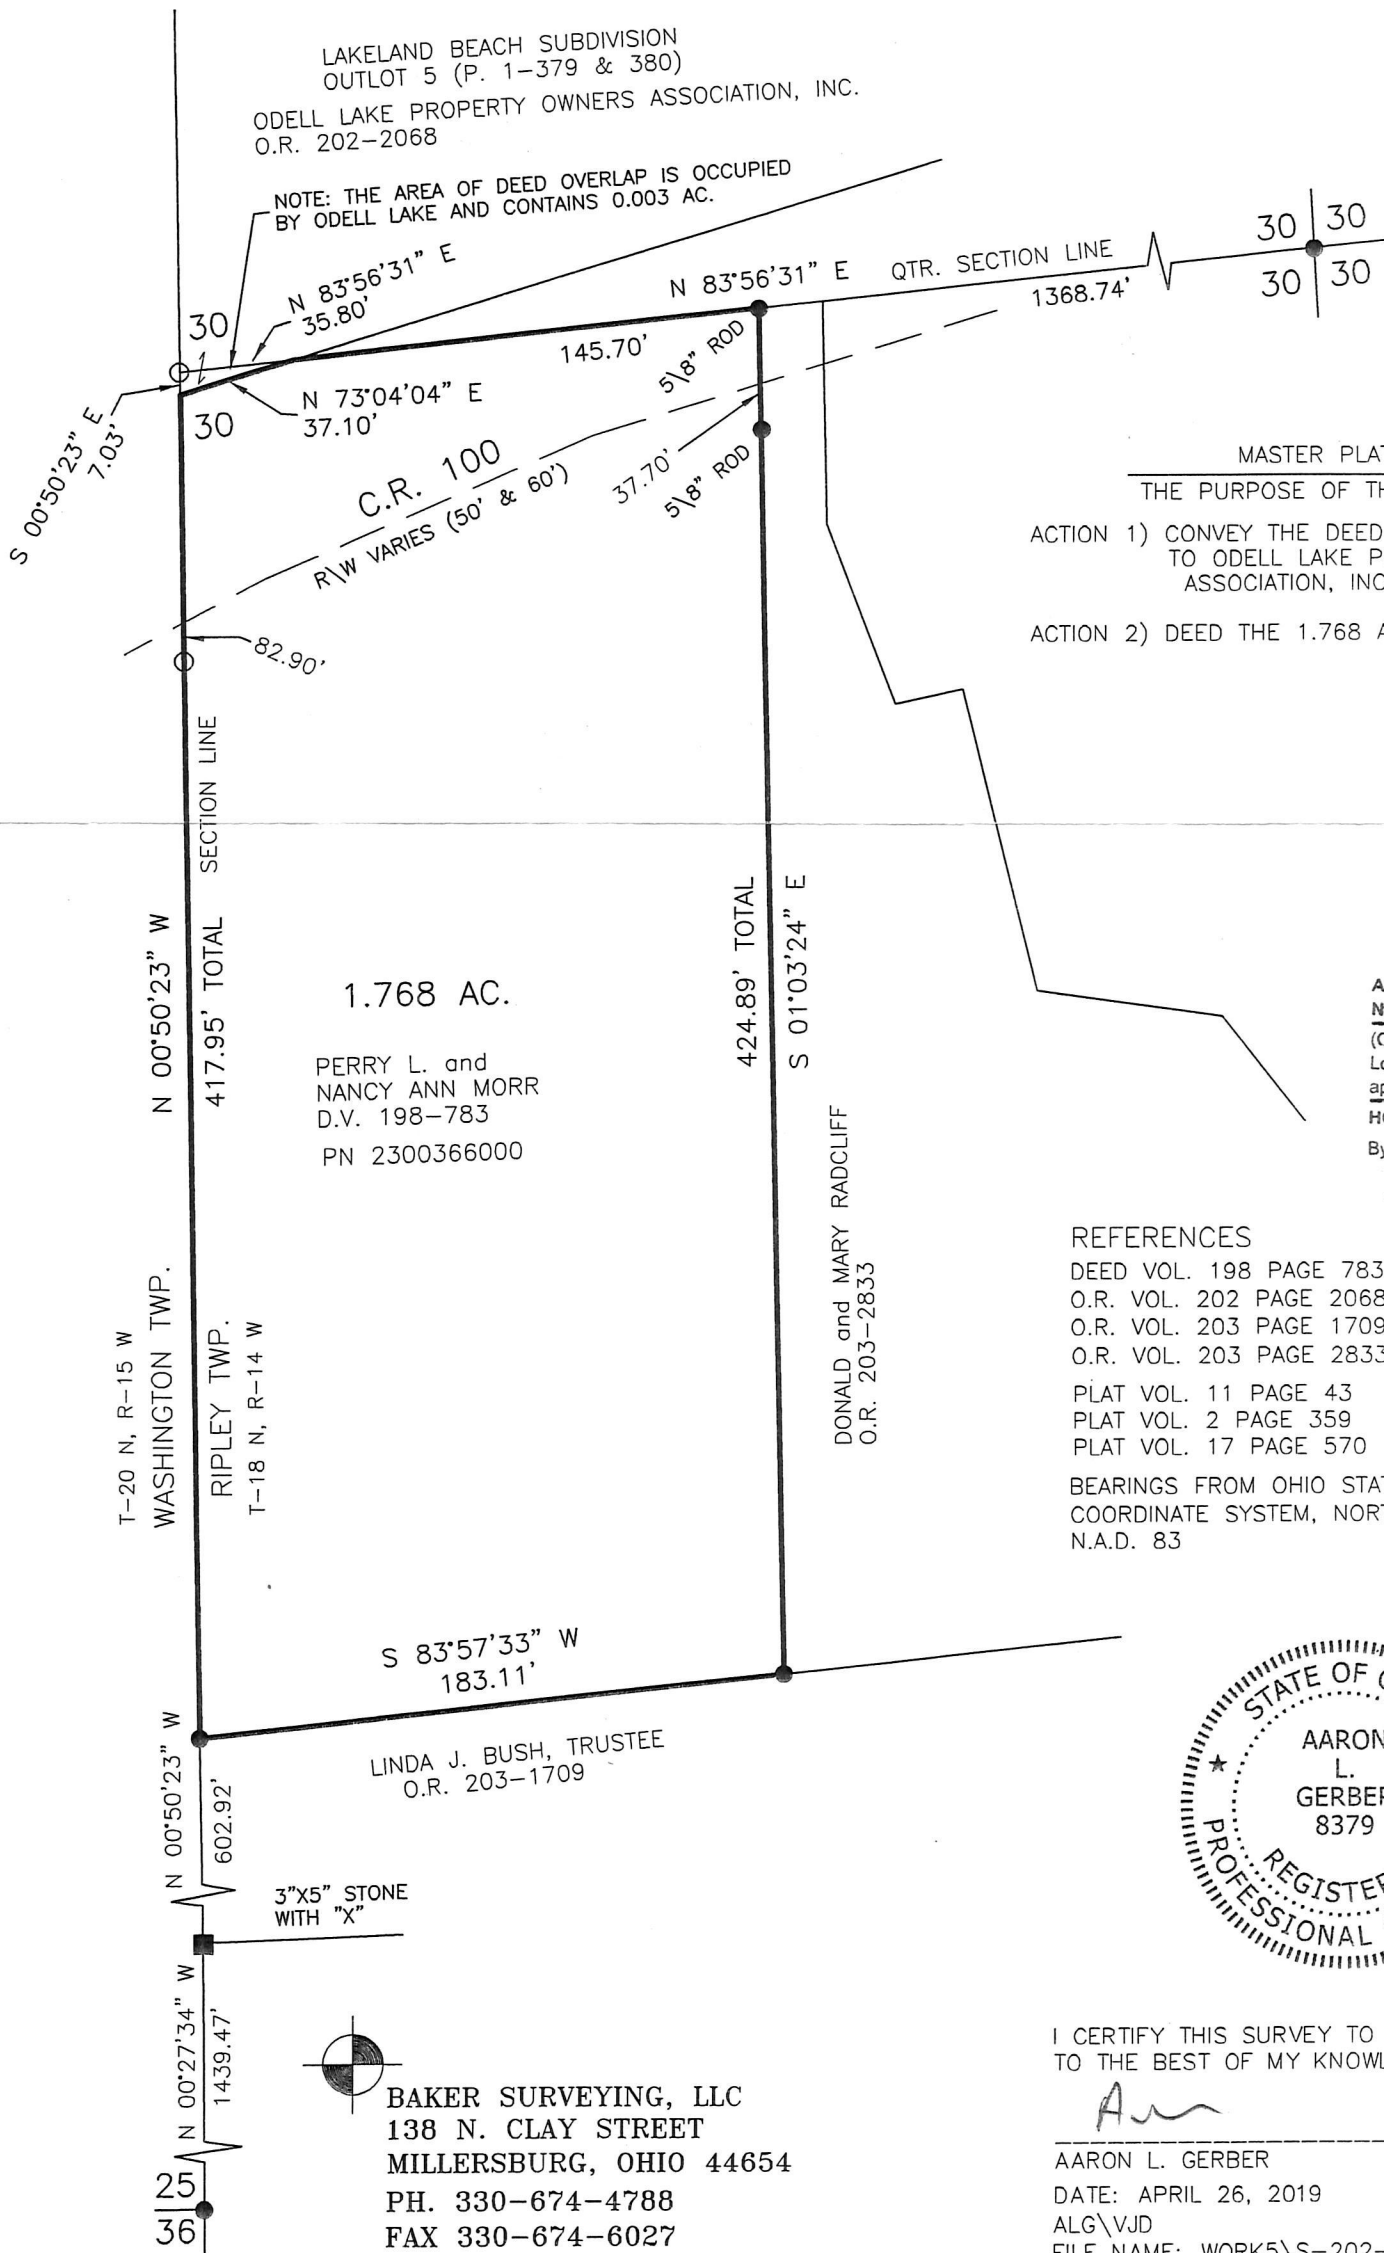 LAKELAND BEACH SUBDIVISION
OUTLOT 5 (P. 1-379 & 380)
ODELL LAKE PROPERTY OWNERS ASSOCIATION, INC.
O.R. 202-2068
NOTE: THE AREA OF DEED OVERLAP IS OCCUPIED
BY ODELL LAKE AND CONTAINS 0.003 AC.
N 83°56'31" E
35.80'
N 83°56'31" E
QTR. SECTION LINE
1368.74'
30 30
30 30
30
145.70'
5\8" ROD
N 73°04'04" E
37.10'
30
S 00°50'23" E
7.03'
C.R. 100
R\W VARIES (50' & 60')
37.70'
5\8" ROD
82.90'
MASTER PLAT
THE PURPOSE OF TH
ACTION 1) CONVEY THE DEED
TO ODELL LAKE P
ASSOCIATION, INC
ACTION 2) DEED THE 1.768 A
SECTION LINE
N 00°50'23" W
417.95' TOTAL
424.89' TOTAL
S 01°03'24" E
1.768 AC.
PERRY L. and
NANCY ANN MORR
D.V. 198-783
PN 2300366000
DONALD and MARY RADCLIFF
O.R. 203-2833
REFERENCES
DEED VOL. 198 PAGE 783
O.R. VOL. 202 PAGE 2068
O.R. VOL. 203 PAGE 1709
O.R. VOL. 203 PAGE 2833
PLAT VOL. 11 PAGE 43
PLAT VOL. 2 PAGE 359
PLAT VOL. 17 PAGE 570
BEARINGS FROM OHIO STAT
COORDINATE SYSTEM, NORT
N.A.D. 83
T-20 N, R-15 W
WASHINGTON TWP.
RIPLEY TWP.
T-18 N, R-14 W
S 83°57'33" W
183.11'
LINDA J. BUSH, TRUSTEE
O.R. 203-1709
N 00°50'23" W
602.92'
3"X5" STONE
WITH "X"
N 00°27'34" W
1439.47'
25
36
STATE OF
AARON
L.
GERBER
8379
REGISTER
PROFESSIONAL
BAKER SURVEYING, LLC
138 N. CLAY STREET
MILLERSBURG, OHIO 44654
PH. 330-674-4788
FAX 330-674-6027
I CERTIFY THIS SURVEY TO
TO THE BEST OF MY KNOWL
AARON L. GERBER
DATE: APRIL 26, 2019
ALG\VJD
FILE NAME: WORK5\S-202-